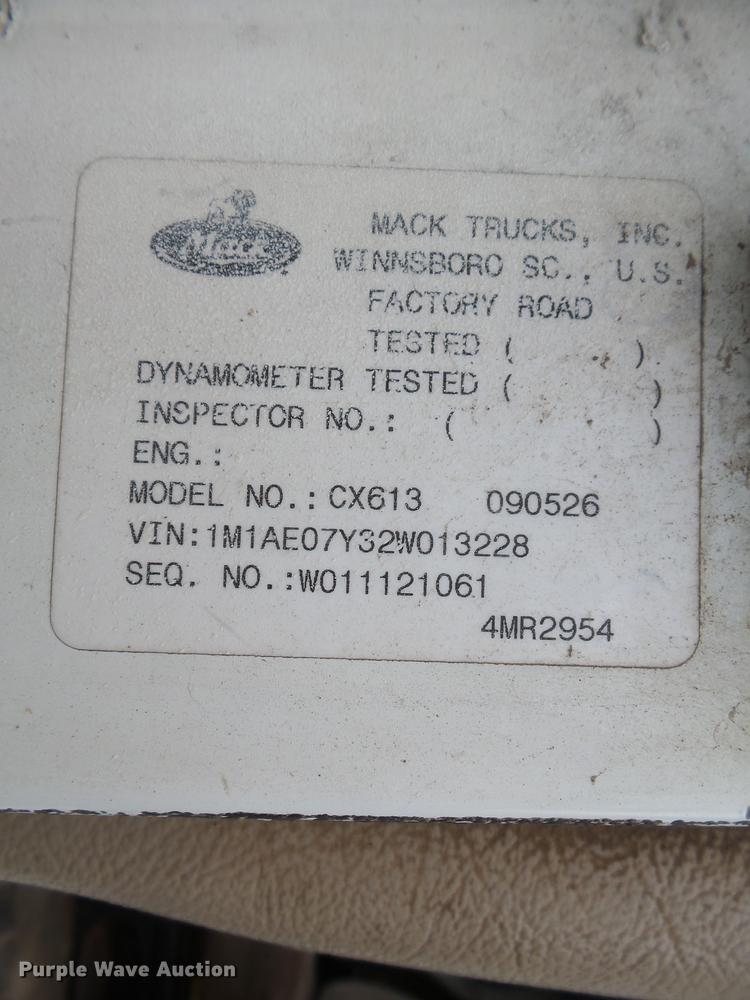 Mack
MACK TRUCKS, INC.
WINNSBORO SC., U.S.
FACTORY ROAD
TESTED (      )
DYNAMOMETER TESTED (      )
INSPECTOR NO.: (      )
ENG.:
MODEL NO.: CX613 090526
VIN:1M1AE07Y32W013228
SEQ. NO.:W011121061
4MR2954
Purple Wave Auction